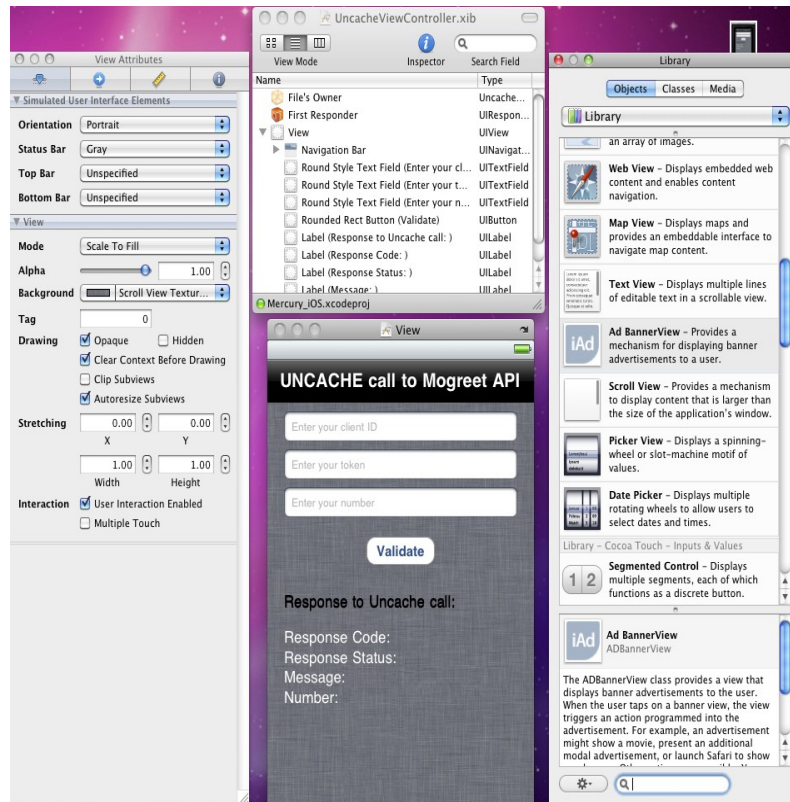 View Attributes
Simulated User Interface Elements
Orientation Portrait
Status Bar Gray
Top Bar Unspecified
Bottom Bar Unspecified
View
Mode Scale To Fill
Alpha 1.00
Background Scroll View Textur...
Tag 0
Drawing Opaque Hidden
Clear Context Before Drawing
Clip Subviews
Autoresize Subviews
Stretching 0.00 0.00
X Y
1.00 1.00
Width Height
Interaction User Interaction Enabled
Multiple Touch
UncacheViewController.xib
View Mode Inspector Search Field
Name Type
File's Owner Uncache...
First Responder UIRespon...
View UIView
Navigation Bar UINavigat...
Round Style Text Field (Enter your cl... UITextField
Round Style Text Field (Enter your t... UITextField
Round Style Text Field (Enter your n... UITextField
Rounded Rect Button (Validate) UIButton
Label (Response to Uncache call: ) UILabel
Label (Response Code: ) UILabel
Label (Response Status: ) UILabel
Label (Message: ) UILabel
Mercury_iOS.xcodeproj
View
UNCACHE call to Mogreet API
Enter your client ID
Enter your token
Enter your number
Validate
Response to Uncache call:
Response Code:
Response Status:
Message:
Number:
Library
Objects Classes Media
Library
an array of images.
Web View – Displays embedded web
content and enables content
navigation.
Map View – Displays maps and
provides an embeddable interface to
navigate map content.
Text View – Displays multiple lines
of editable text in a scrollable view.
iAd
Ad BannerView – Provides a
mechanism for displaying banner
advertisements to a user.
Scroll View – Provides a mechanism
to display content that is larger than
the size of the application's window.
Picker View – Displays a spinning-
wheel or slot-machine motif of
values.
Date Picker – Displays multiple
rotating wheels to allow users to
select dates and times.
Library – Cocoa Touch – Inputs & Values
1 2
Segmented Control – Displays
multiple segments, each of which
functions as a discrete button.
iAd
Ad BannerView
ADBannerView
The ADBannerView class provides a view that
displays banner advertisements to the user.
When the user taps on a banner view, the view
triggers an action programmed into the
advertisement. For example, an advertisement
might show a movie, present an additional
modal advertisement, or launch Safari to show